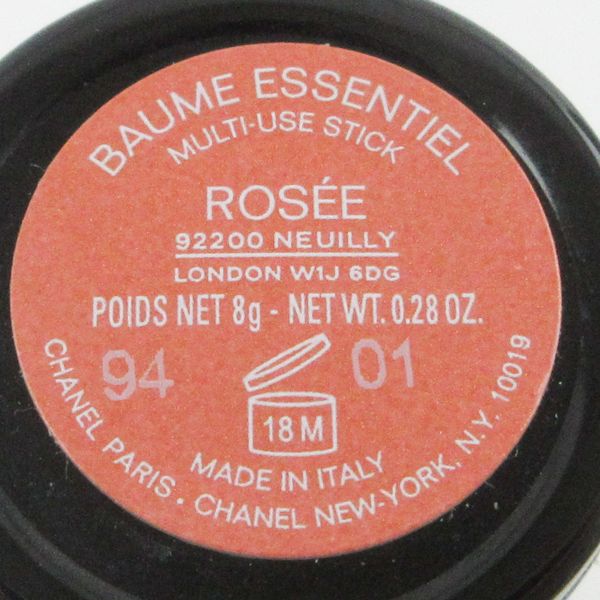 BAUME ESSENTIEL
MULTI-USE STICK
ROSÉE
92200 NEUILLY
LONDON W1J 6DG
POIDS NET 8g - NET WT. 0.28 OZ.
94 01
18 M
MADE IN ITALY
CHANEL PARIS. CHANEL NEW-YORK, N.Y. 10019